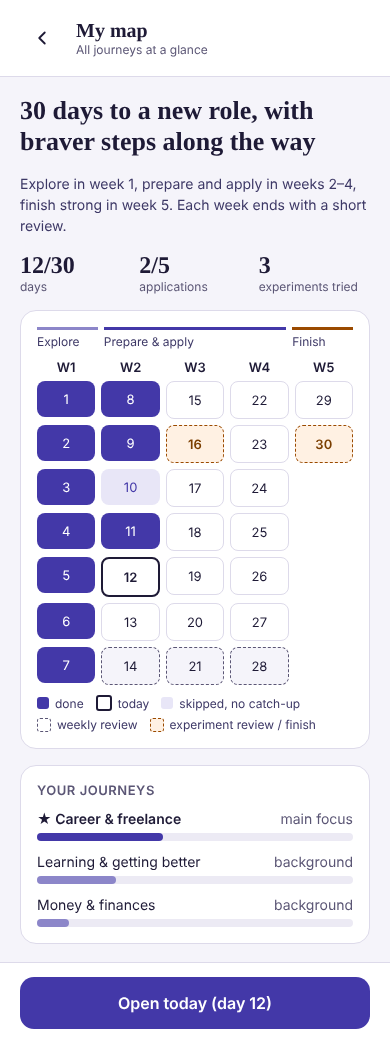 My map
All journeys at a glance
30 days to a new role, with
braver steps along the way
Explore in week 1, prepare and apply in weeks 2–4,
finish strong in week 5. Each week ends with a short
review.
12/30 2/5 3
days applications experiments tried
Explore Prepare & apply Finish
W1 W2 W3 W4 W5
1 8 15 22 29
2 9 16 23 30
3 10 17 24
4 11 18 25
5 12 19 26
6 13 20 27
7 14 21 28
done today skipped, no catch-up
weekly review experiment review / finish
YOUR JOURNEYS
★ Career & freelance main focus
Learning & getting better background
Money & finances background
Open today (day 12)